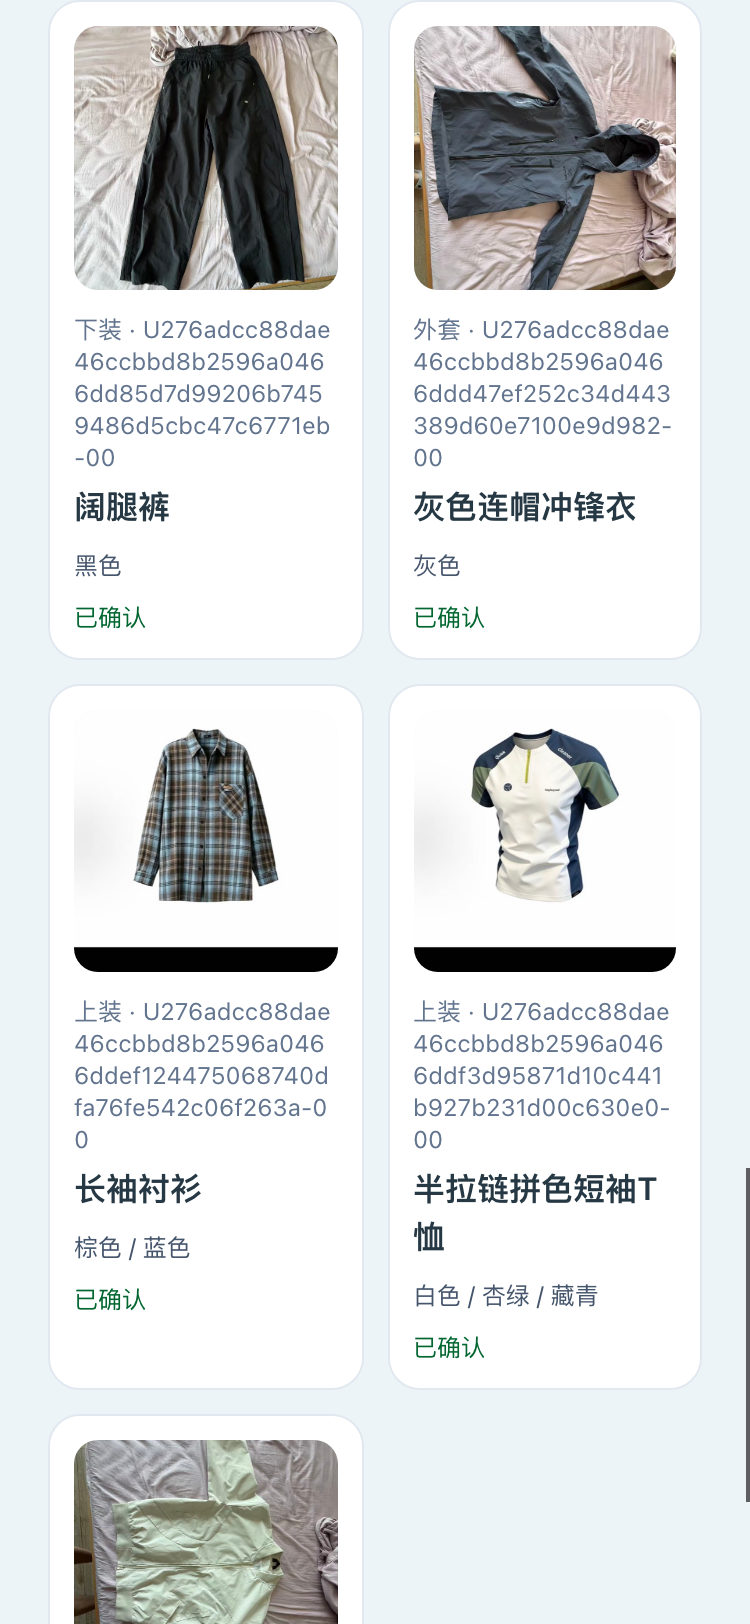 下装 · U276adcc88dae
46ccbbd8b2596a046
6dd85d7d99206b745
9486d5cbc47c6771eb
-00
阔腿裤
黑色
已确认
外套 · U276adcc88dae
46ccbbd8b2596a046
6ddd47ef252c34d443
389d60e7100e9d982-
00
灰色连帽冲锋衣
灰色
已确认
上装 · U276adcc88dae
46ccbbd8b2596a046
6ddef124475068740d
fa76fe542c06f263a-0
0
长袖衬衫
棕色 / 蓝色
已确认
上装 · U276adcc88dae
46ccbbd8b2596a046
6ddf3d95871d10c441
b927b231d00c630e0-
00
半拉链拼色短袖T
恤
白色 / 杏绿 / 藏青
已确认